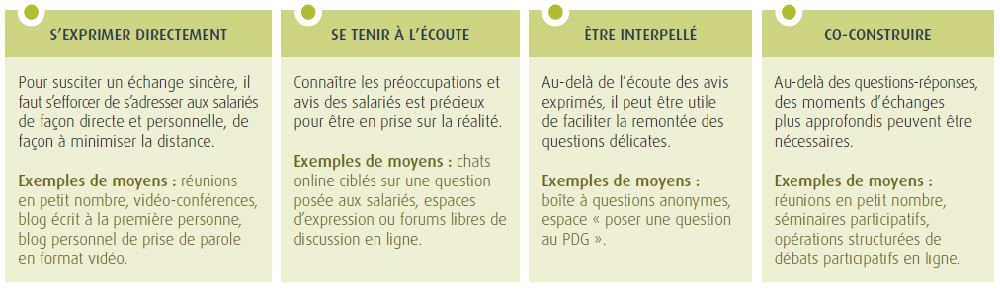 S’EXPRIMER DIRECTEMENT
Pour susciter un échange sincère, il
faut s’efforcer de s’adresser aux salariés
de façon directe et personnelle, de
façon à minimiser la distance.
Exemples de moyens : réunions
en petit nombre, vidéo-conférences,
blog écrit à la première personne,
blog personnel de prise de parole
en format vidéo.
SE TENIR À L’ÉCOUTE
Connaître les préoccupations et
avis des salariés est précieux
pour être en prise sur la réalité.
Exemples de moyens : chats
online ciblés sur une question
posée aux salariés, espaces
d’expression ou forums libres de
discussion en ligne.
ÊTRE INTERPELLÉ
Au-delà de l’écoute des avis
exprimés, il peut être utile
de faciliter la remontée des
questions délicates.
Exemples de moyens :
boîte à questions anonymes,
espace « poser une question
au PDG ».
CO-CONSTRUIRE
Au-delà des questions-réponses,
des moments d’échanges
plus approfondis peuvent être
nécessaires.
Exemples de moyens :
réunions en petit nombre,
séminaires participatifs,
opérations structurées de
débats participatifs en ligne.